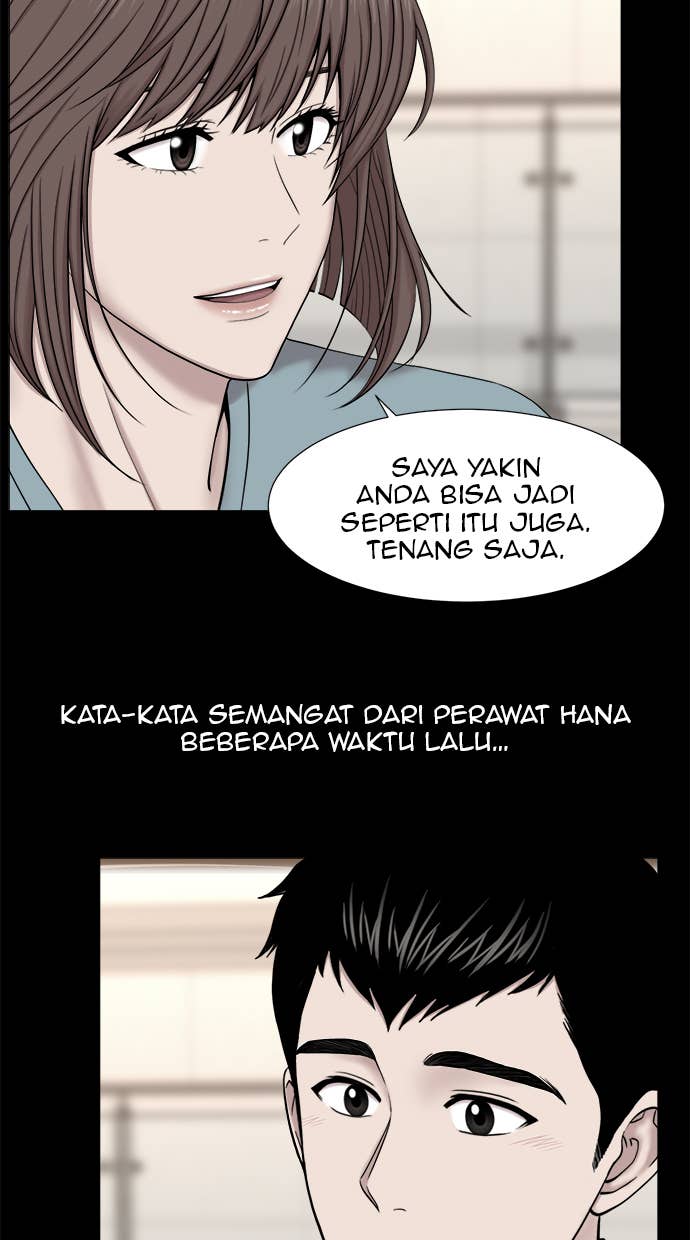 SAYA YAKIN
ANDA BISA JADI
SEPERTI ITU JUGA.
TENANG SAJA.
KATA-KATA SEMANGAT DARI PERAWAT HANA
BEBERAPA WAKTU LALU...